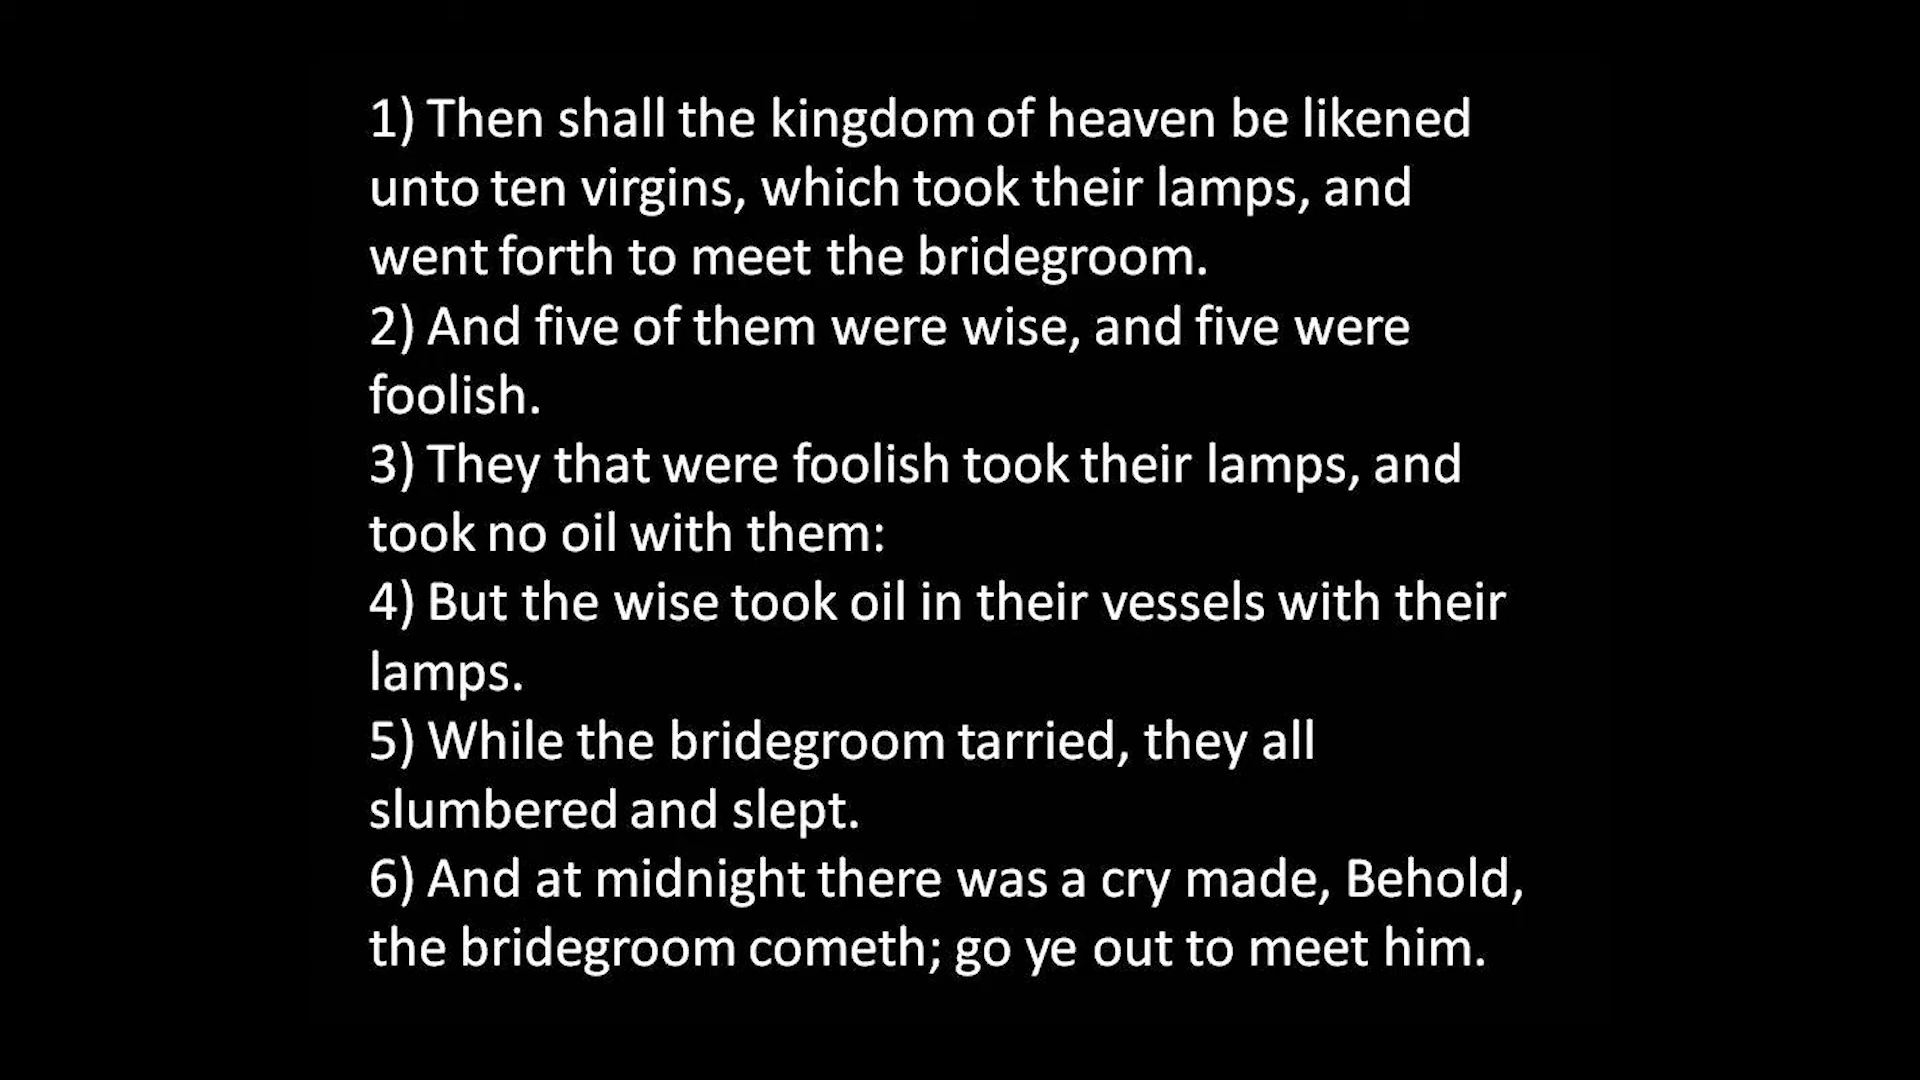 1) Then shall the kingdom of heaven be likened
unto ten virgins, which took their lamps, and
went forth to meet the bridegroom.
2) And five of them were wise, and five were
foolish.
3) They that were foolish took their lamps, and
took no oil with them:
4) But the wise took oil in their vessels with their
lamps.
5) While the bridegroom tarried, they all
slumbered and slept.
6) And at midnight there was a cry made, Behold,
the bridegroom cometh; go ye out to meet him.